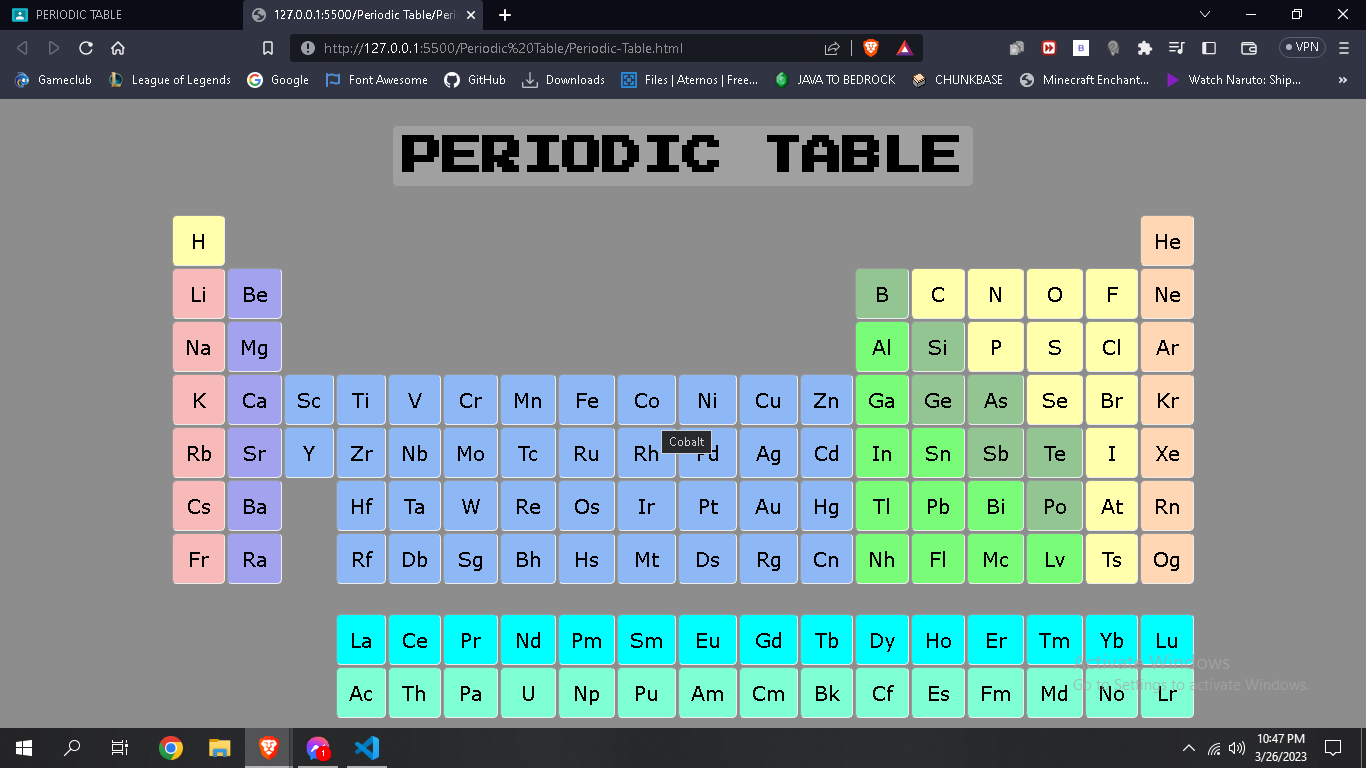 PERIODIC TABLE
127.0.0.1:5500/Periodic Table/Peri
http://127.0.0.1:5500/Periodic%20Table/Periodic-Table.html
VPN
Gameclub League of Legends Google Font Awesome GitHub Downloads Files | Aternos | Free... JAVA TO BEDROCK CHUNKBASE Minecraft Enchant... Watch Naruto: Ship... »
PERIODIC TABLE
H He
Li Be B C N O F Ne
Na Mg Al Si P S Cl Ar
K Ca Sc Ti V Cr Mn Fe Co Ni Cu Zn Ga Ge As Se Br Kr
Cobalt
Rb Sr Y Zr Nb Mo Tc Ru Rh Pd Ag Cd In Sn Sb Te I Xe
Cs Ba Hf Ta W Re Os Ir Pt Au Hg Tl Pb Bi Po At Rn
Fr Ra Rf Db Sg Bh Hs Mt Ds Rg Cn Nh Fl Mc Lv Ts Og
La Ce Pr Nd Pm Sm Eu Gd Tb Dy Ho Er Tm Yb Lu
Activate Windows
Go to Settings to activate Windows.
Ac Th Pa U Np Pu Am Cm Bk Cf Es Fm Md No Lr
1
10:47 PM
3/26/2023